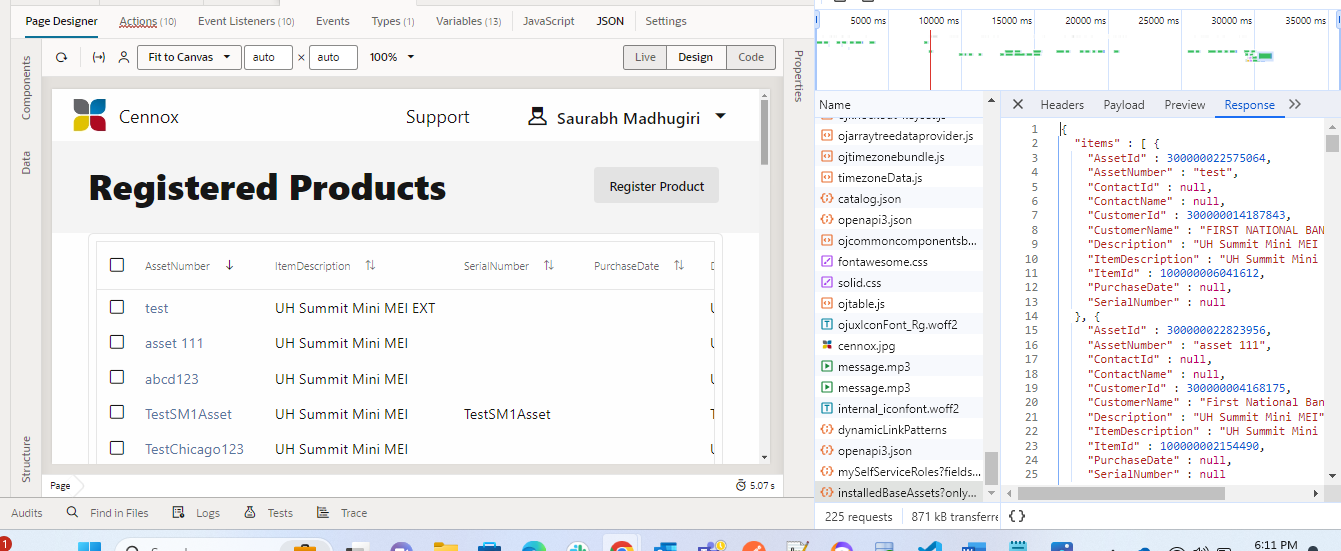 Page Designer Actions (10) Event Listeners (10) Events Types (1) Variables (13) JavaScript JSON Settings
Fit to Canvas auto × auto 100% Live Design Code
Components
Data
Structure
Properties
Cennox Support Saurabh Madhugiri
Registered Products Register Product
AssetNumber ItemDescription SerialNumber PurchaseDate
test UH Summit Mini MEI EXT
asset 111 UH Summit Mini MEI
abcd123 UH Summit Mini MEI
TestSM1Asset UH Summit Mini MEI TestSM1Asset
TestChicago123 UH Summit Mini MEI
Page 5.07 s
Audits Find in Files Logs Tests Trace
5000 ms 10000 ms 15000 ms 20000 ms 25000 ms 30000 ms 35000 ms
Name
ojarraytreedataprovider.js
ojtimezonebundle.js
timezoneData.js
catalog.json
openapi3.json
ojcommoncomponentsb...
fontawesome.css
solid.css
ojtable.js
ojuxIconFont_Rg.woff2
cennox.jpg
message.mp3
message.mp3
internal_iconfont.woff2
dynamicLinkPatterns
openapi3.json
mySelfServiceRoles?fields...
installedBaseAssets?only...
225 requests 871 kB transferre
Headers Payload Preview Response
1 {
2 "items" : [ {
3 "AssetId" : 300000022575064,
4 "AssetNumber" : "test",
5 "ContactId" : null,
6 "ContactName" : null,
7 "CustomerId" : 300000014187843,
8 "CustomerName" : "FIRST NATIONAL BAN
9 "Description" : "UH Summit Mini MEI
10 "ItemDescription" : "UH Summit Mini
11 "ItemId" : 100000006041612,
12 "PurchaseDate" : null,
13 "SerialNumber" : null
14 }, {
15 "AssetId" : 300000022823956,
16 "AssetNumber" : "asset 111",
17 "ContactId" : null,
18 "ContactName" : null,
19 "CustomerId" : 300000004168175,
20 "CustomerName" : "First National Ban
21 "Description" : "UH Summit Mini MEI"
22 "ItemDescription" : "UH Summit Mini
23 "ItemId" : 100000002154490,
24 "PurchaseDate" : null,
25 "SerialNumber" : null
{}
1
6:11 PM